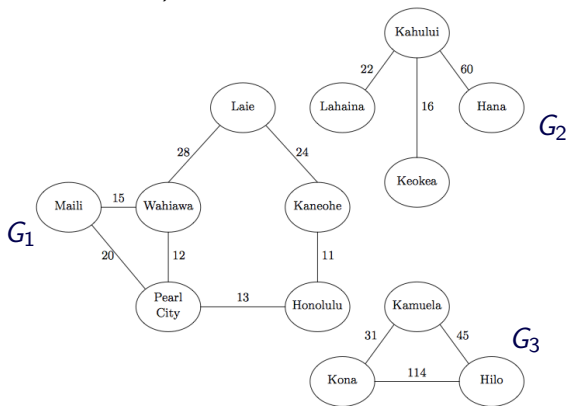 Kahului
22
60
Lahaina
16
Hana
G2
Laie
28
24
Keokea
Maili
15
Wahiawa
Kaneohe
G1
20
12
11
Pearl
City
13
Honolulu
Kamuela
31
45
G3
Kona
114
Hilo